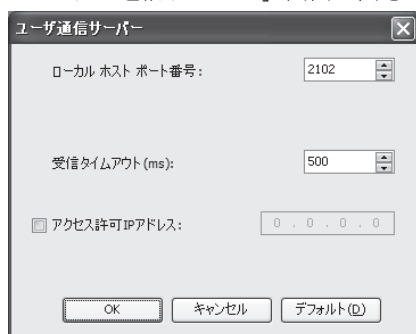 ユーザ通信サーバー
ローカル ホスト ポート番号: 2102
受信タイムアウト(ms): 500
アクセス許可IPアドレス: 0 . 0 . 0 . 0
OK キャンセル デフォルト(D)